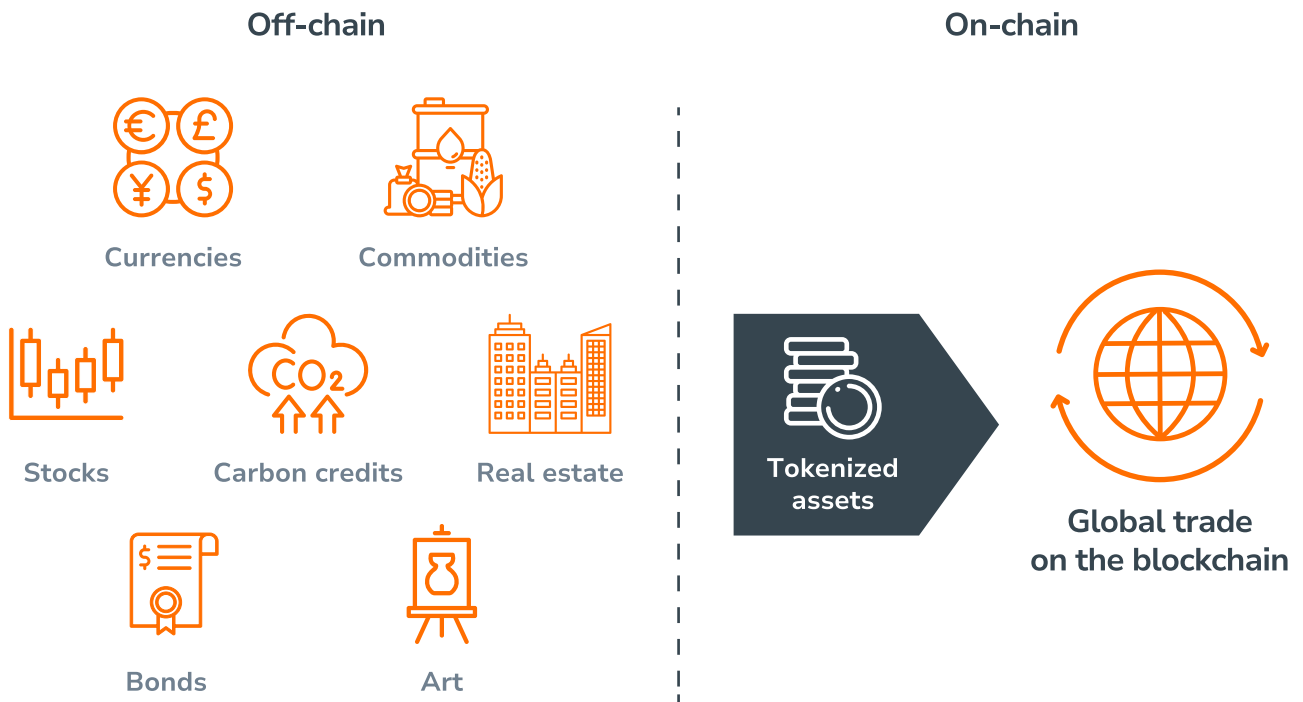 Off-chain
On-chain
€ £
¥ $
Currencies
Commodities
CO2
Stocks
Carbon credits
Real estate
Tokenized
assets
Global trade
on the blockchain
$
Bonds
Art